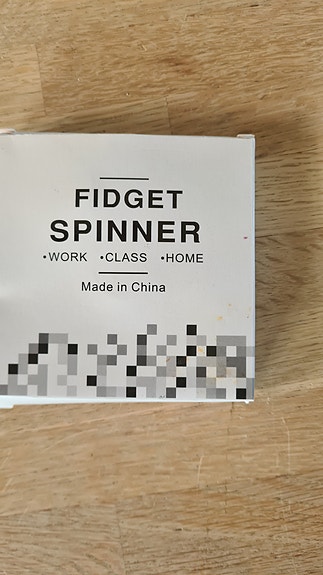 FIDGET
SPINNER
•WORK •CLASS •HOME
Made in China